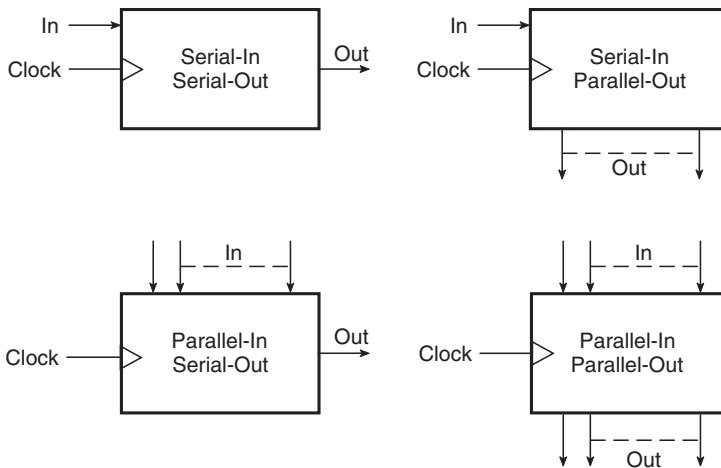 In
Clock
Serial-In
Serial-Out
Out
In
Clock
Serial-In
Parallel-Out
Out
In
Clock
Parallel-In
Serial-Out
Out
In
Clock
Parallel-In
Parallel-Out
Out